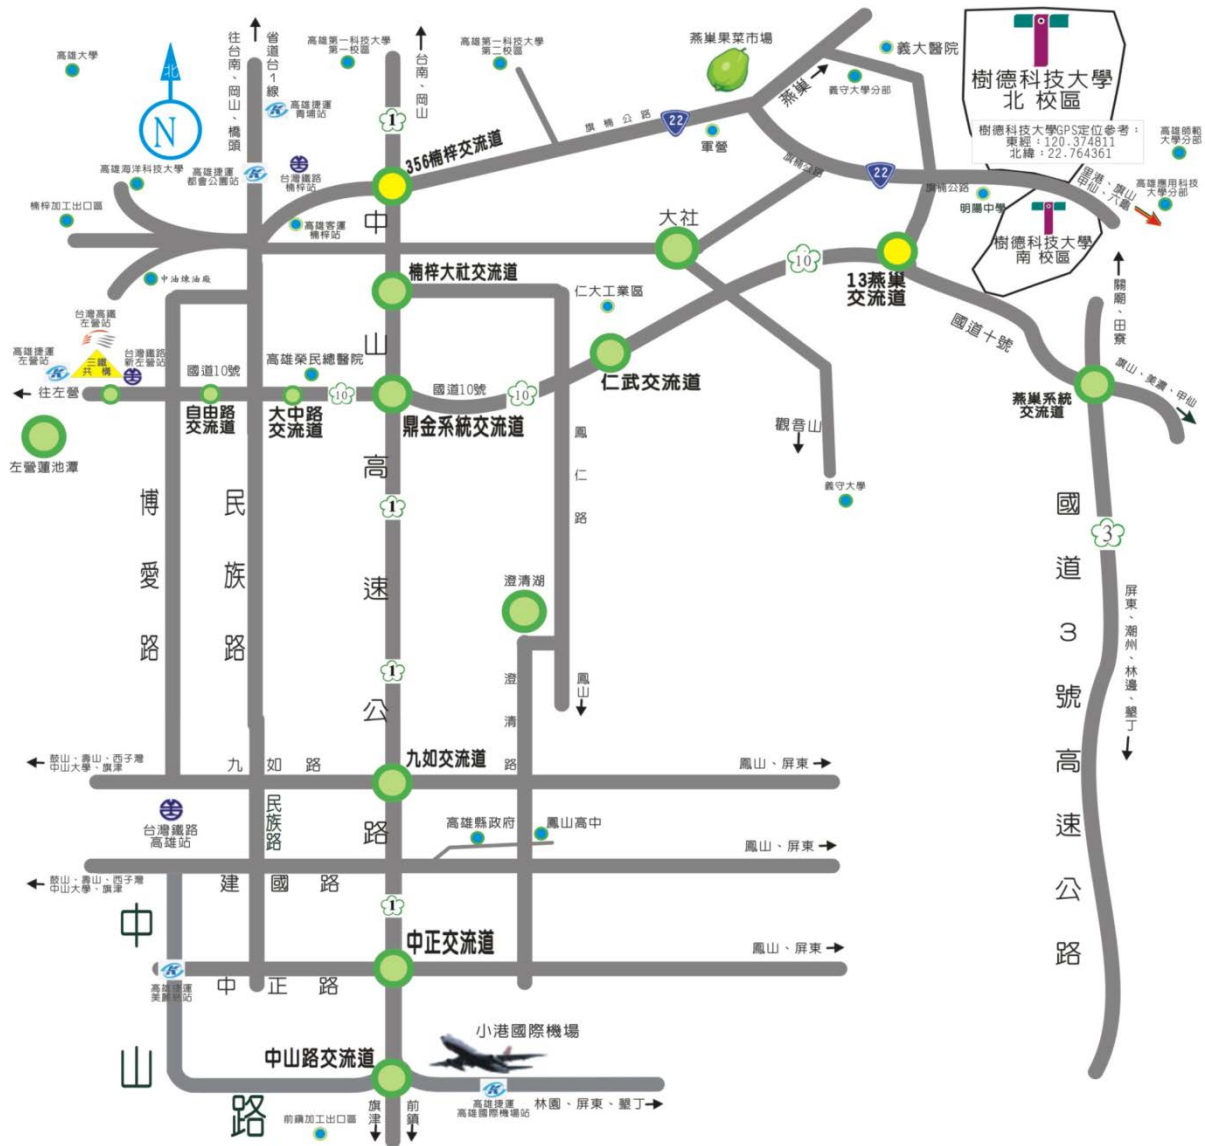 高雄大學
往台南、岡山、橋頭
省道台1線
高雄第一科技大學
第一校區
台南、岡山
高雄第一科技大學
第二校區
燕巢果菜市場
義大醫院
燕巢
義守大學分部
樹德科技大學
北 校區
樹德科技大學GPS定位參考：
東經：120.374811
北緯：22.764361
高雄師範
大學分部
高雄應用科技
大學分部
北
N
高雄捷運
青埔站
1
旗楠公路
22
軍營
356楠梓交流道
高雄海洋科技大學
高雄捷運
都會公園站
台灣鐵路
楠梓站
旗楠公路
22
旗楠公路
明陽中學
里港、旗山
甲仙、六龜
樹德科技大學
南 校區
楠梓加工出口區
高雄客運
楠梓站
大社
10
13燕巢
交流道
中油煉油廠
楠梓大社交流道
仁大工業區
關廟、田寮
國道十號
台灣高鐵
左營站
高雄捷運
左營站
三鐵
共構
台灣鐵路
新左營站
高雄榮民總醫院
仁武交流道
旗山、美濃、甲仙
往左營
國道10號
自由路
交流道
大中路
交流道
10
國道10號
10
鼎金系統交流道
燕巢系統
交流道
左營蓮池潭
觀音山
義守大學
鳳仁路
博愛路
民族路
中山高速公路
1
1
國道3號高速公路
3
屏東、潮州、林邊、墾丁
澄清湖
澄清路
鳳山
鼓山、壽山、西子灣
中山大學、旗津
九如路
九如交流道
鳳山、屏東
台灣鐵路
高雄站
民族路
高雄縣政府
鳳山高中
鳳山、屏東
鼓山、壽山、西子灣
中山大學、旗津
建國路
1
中正交流道
鳳山、屏東
高雄捷運
美麗島站
中正路
中山路
中山路交流道
小港國際機場
高雄捷運
高雄國際機場站
林園、屏東、墾丁
前鎮加工出口區
旗津
前鎮